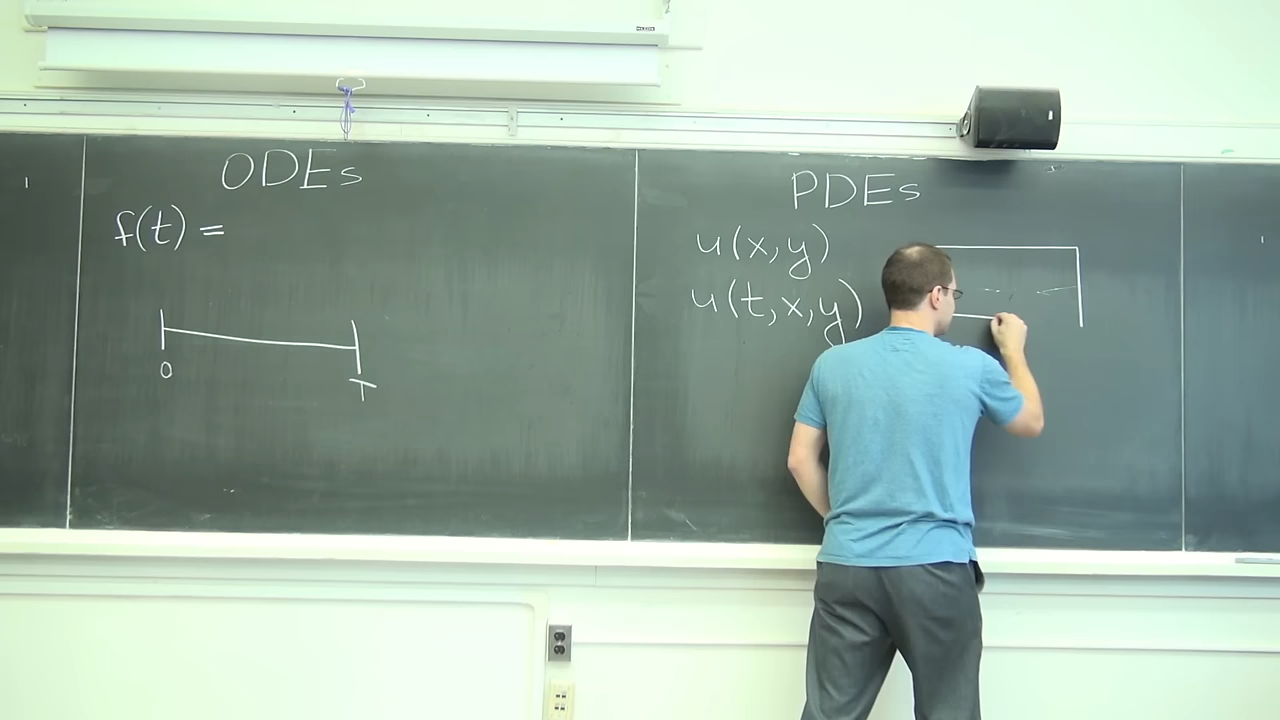 ODEs
f(t) =
0
T
PDEs
u(x,y)
u(t,x,y)